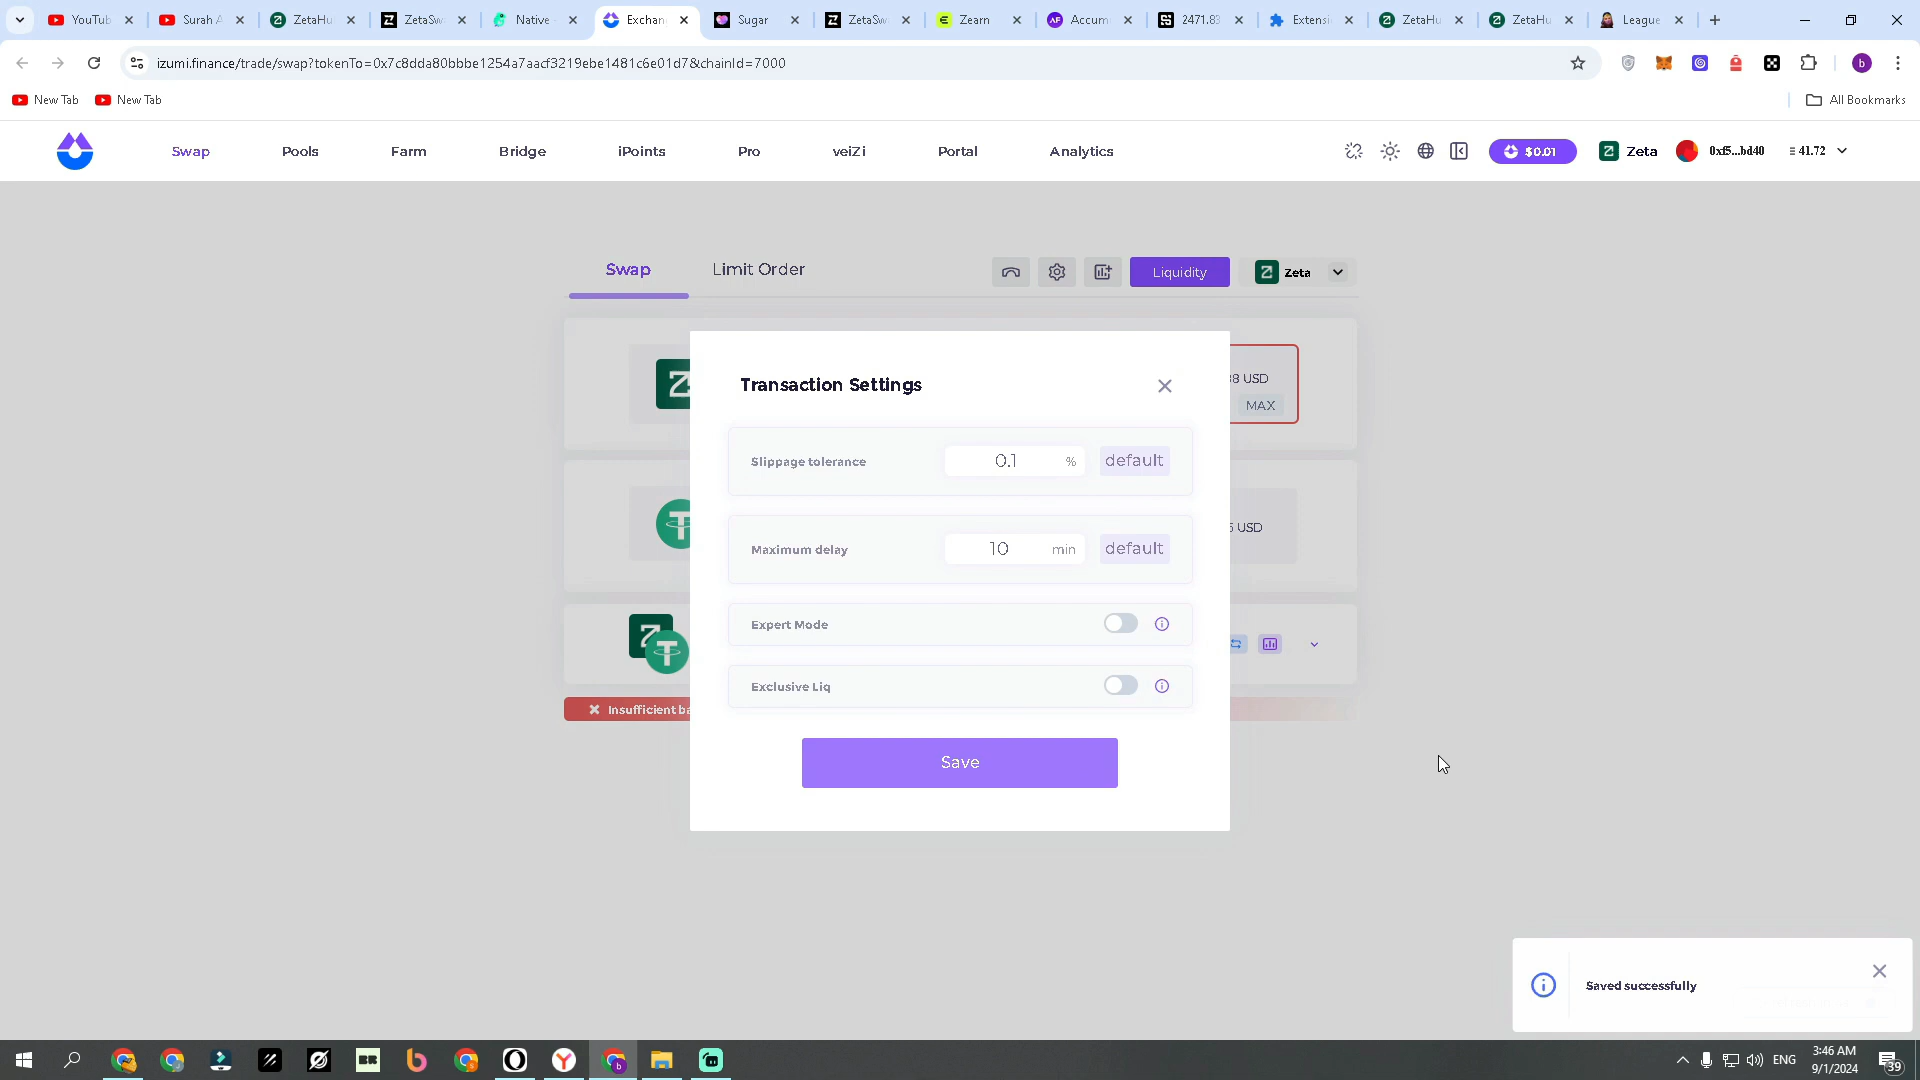 YouTub
Surah A
ZetaHu
ZetaSw
Native -
Exchan
Sugar
ZetaSw
Zearn
Accum
2471.83
Extensi
ZetaHu
ZetaHu
League
izumi.finance/trade/swap?tokenTo=0x7c8dda80bbbe1254a7aacf3219ebe1481c6e01d7&chainId=7000
b
New Tab
New Tab
All Bookmarks
Swap
Pools
Farm
Bridge
iPoints
Pro
veiZi
Portal
Analytics
$0.01
Zeta
0xf5...bd40
41.72
Swap
Limit Order
Liquidity
Zeta
Transaction Settings
8 USD
MAX
Slippage tolerance
0.1 %
default
USD
Maximum delay
10 min
default
Expert Mode
Exclusive Liq
Insufficient ba
Save
Saved successfully
BR
ENG
3:46 AM
9/1/2024
39